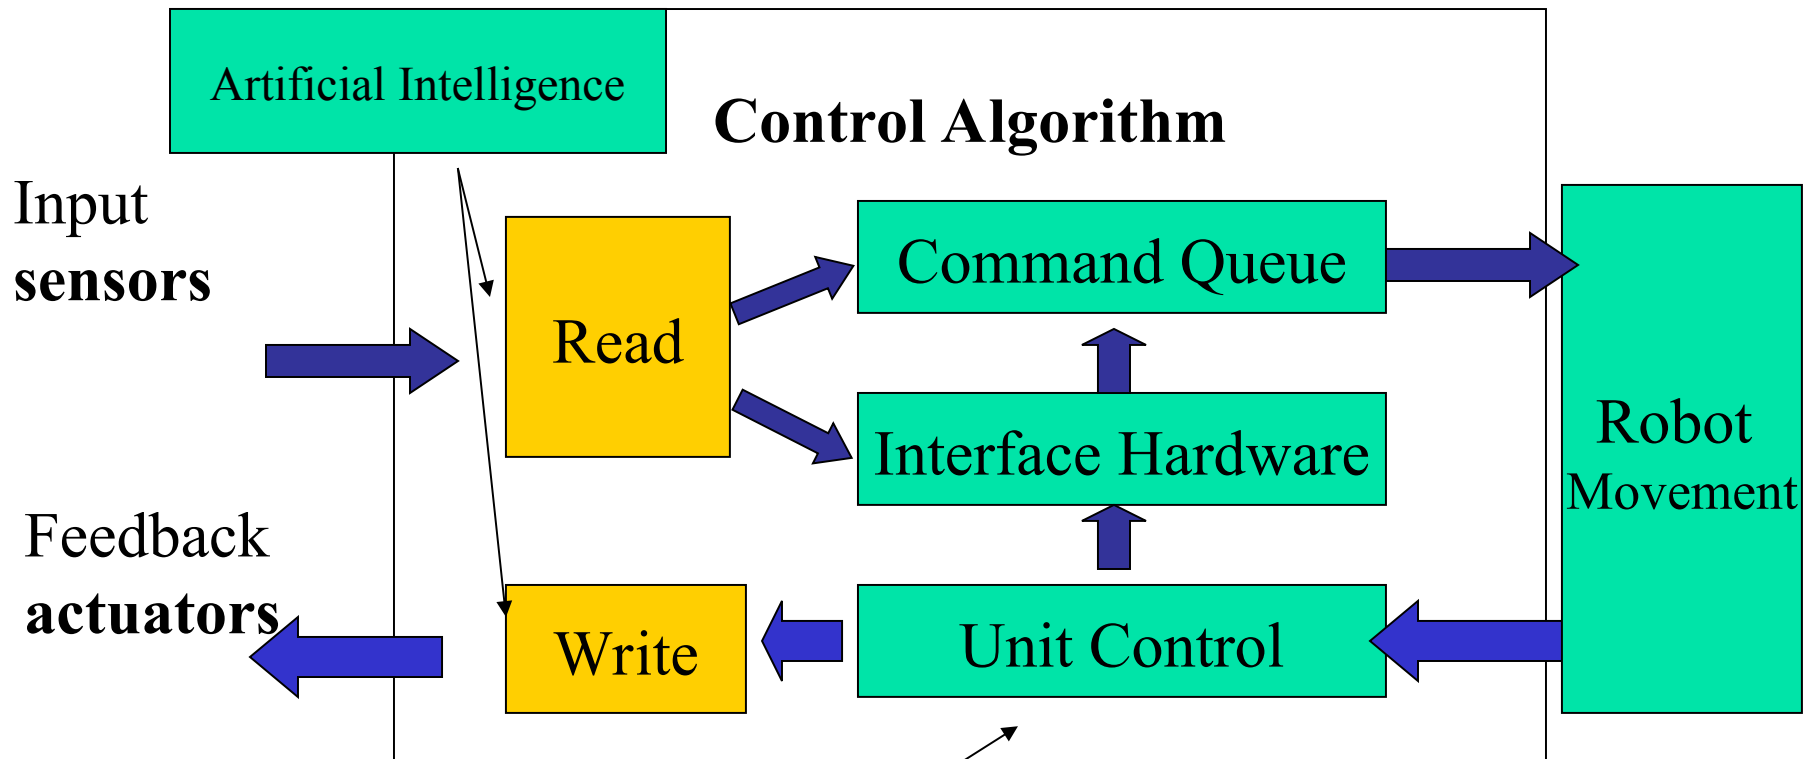 Artificial Intelligence
Control Algorithm
Input
sensors
Read
Command Queue
Interface Hardware
Robot
Movement
Feedback
actuators
Write
Unit Control